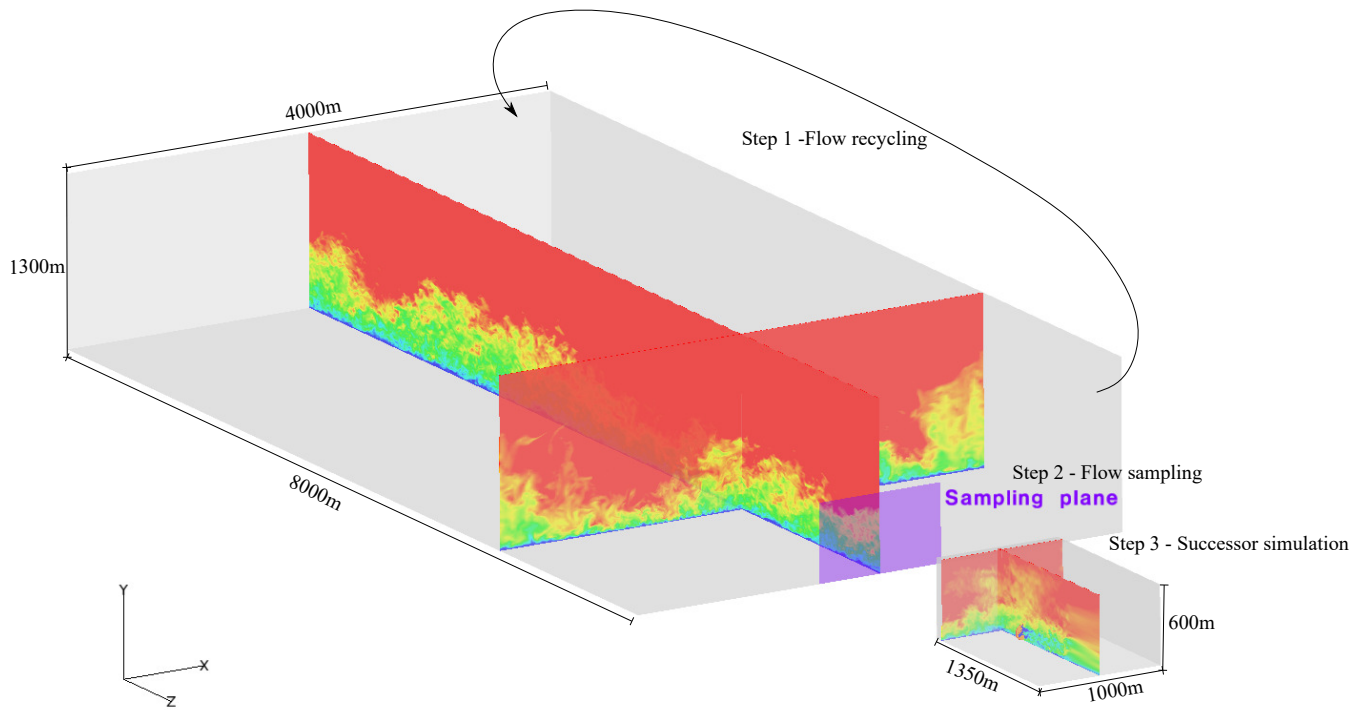 4000m
Step 1 -Flow recycling
1300m
8000m
Step 2 - Flow sampling
Sampling plane
Step 3 - Successor simulation
600m
1350m
1000m
Y
X
Z